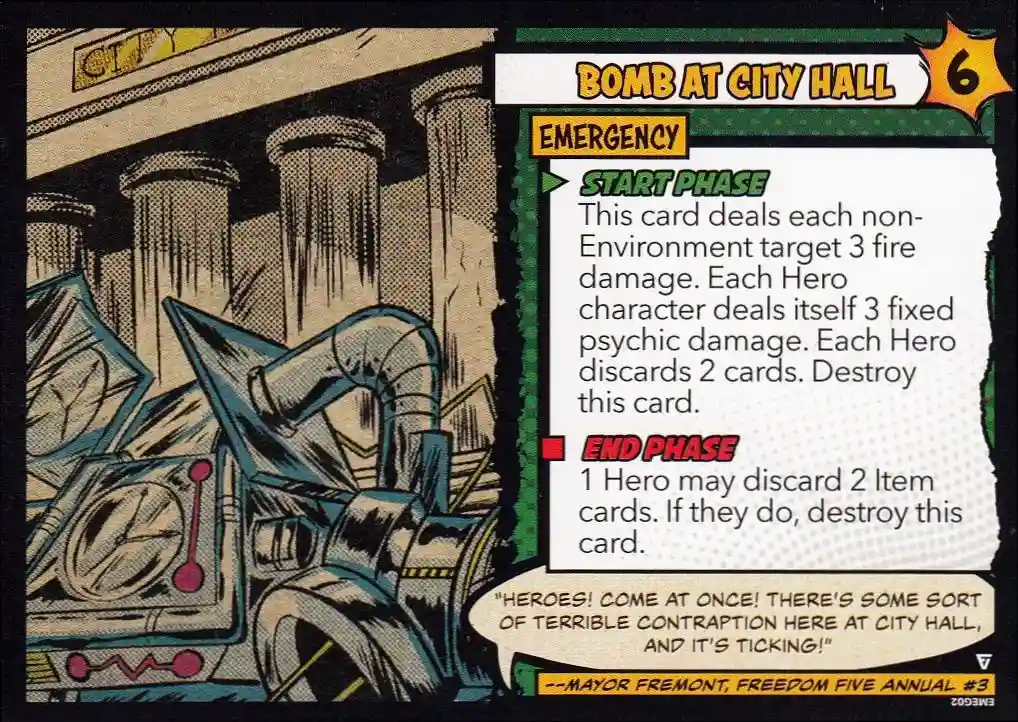 CITY
BOMB AT CITY HALL
6
EMERGENCY
START PHASE
This card deals each non-
Environment target 3 fire
damage. Each Hero
character deals itself 3 fixed
psychic damage. Each Hero
discards 2 cards. Destroy
this card.
END PHASE
1 Hero may discard 2 Item
cards. If they do, destroy this
card.
"HEROES! COME AT ONCE! THERE'S SOME SORT
OF TERRIBLE CONTRAPTION HERE AT CITY HALL,
AND IT'S TICKING!"
--MAYOR FREMONT, FREEDOM FIVE ANNUAL #3
EMEG02